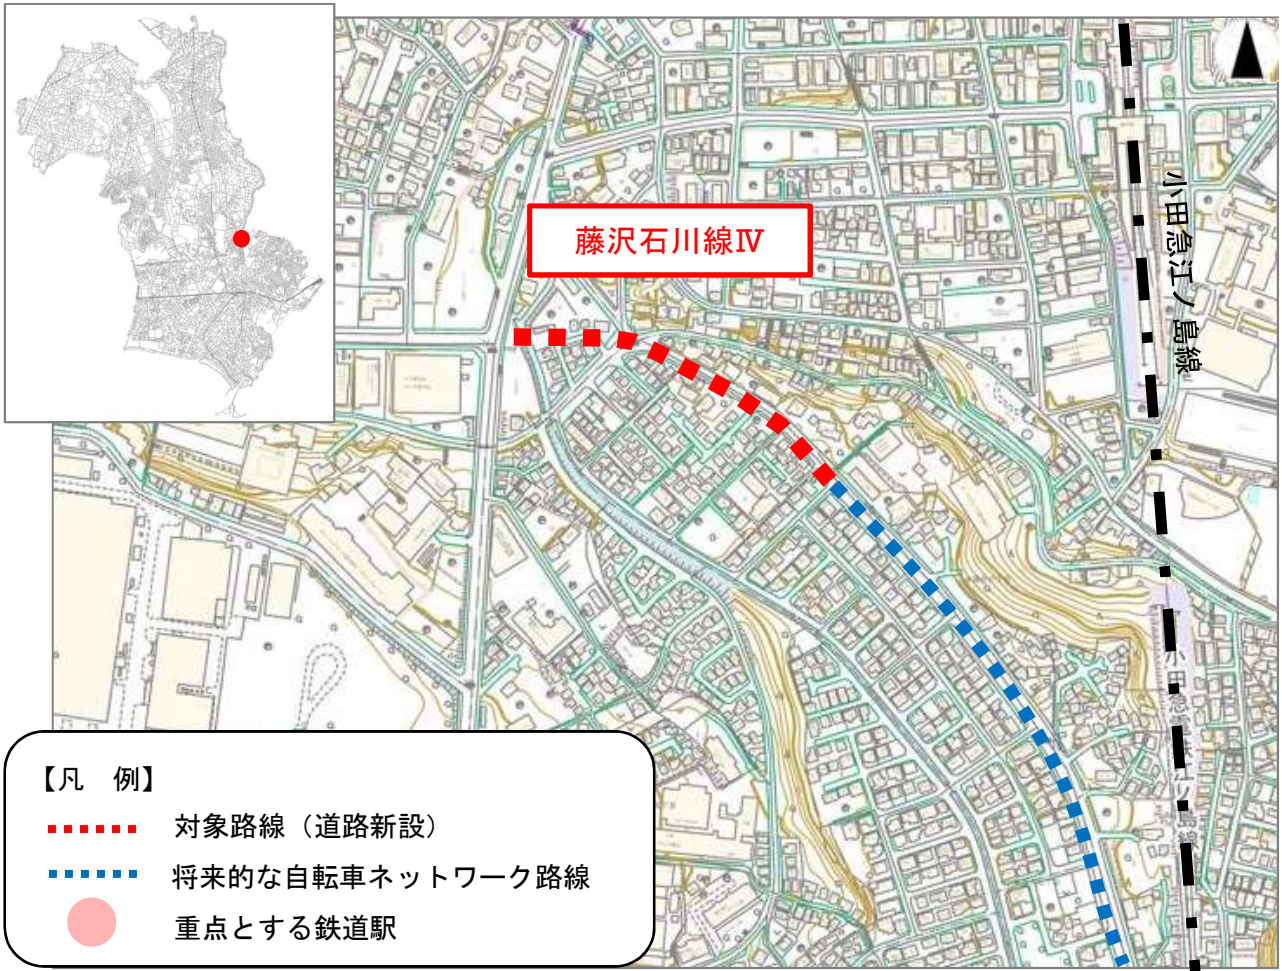 藤沢石川線Ⅳ
小田急江ノ島線
【凡　例】
対象路線（道路新設）
将来的な自転車ネットワーク路線
重点とする鉄道駅